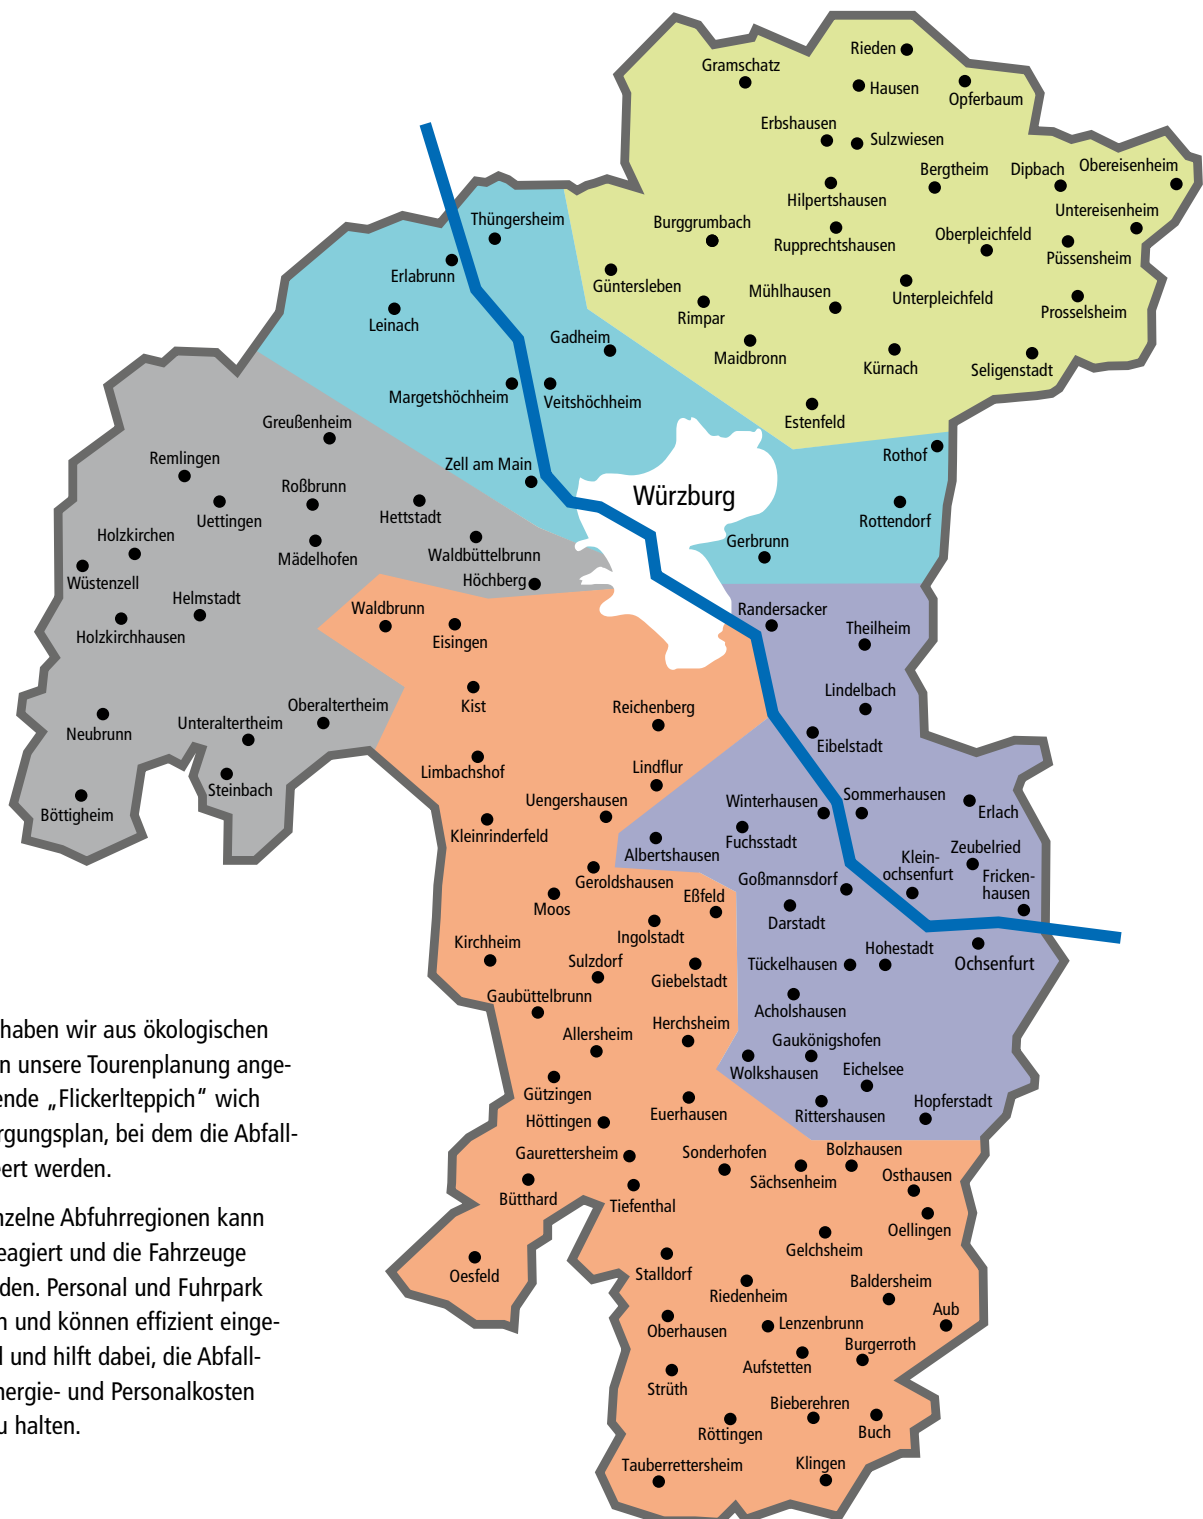 Rieden
Gramschatz
Hausen
Opferbaum
Erbshausen
Sulzwiesen
Bergtheim
Dipbach
Obereisenheim
Hilpertshausen
Untereisenheim
Burggrumbach
Rupprechtshausen
Oberpleichfeld
Püssensheim
Güntersleben
Mühlhausen
Unterpleichfeld
Rimpar
Prosselsheim
Maidbronn
Kürnach
Seligenstadt
Estenfeld
Thüngersheim
Erlabrunn
Leinach
Gadheim
Margetshöchheim
Veitshöchheim
Zell am Main
Würzburg
Rothof
Rottendorf
Gerbrunn
Greußenheim
Remlingen
Roßbrunn
Uettingen
Hettstadt
Holzkirchen
Mädelhofen
Waldbüttelbrunn
Wüstenzell
Höchberg
Helmstadt
Holzkirchhausen
Neubrunn
Unteraltertheim
Oberaltertheim
Steinbach
Böttigheim
Waldbrunn
Eisingen
Kist
Reichenberg
Limbachshof
Lindflur
Uengershausen
Kleinrinderfeld
Geroldshausen
Moos
Eßfeld
Ingolstadt
Kirchheim
Sulzdorf
Giebelstadt
Gaubüttelbrunn
Allersheim
Herchsheim
Gützingen
Euerhausen
Höttingen
Gaurettersheim
Sonderhofen
Bolzhausen
Sächsenheim
Osthausen
Bütthard
Tiefenthal
Oellingen
Gelchsheim
Oesfeld
Stalldorf
Riedenheim
Baldersheim
Aub
Oberhausen
Lenzenbrunn
Burgerroth
Aufstetten
Strüth
Bieberehren
Röttingen
Buch
Tauberrettersheim
Klingen
Randersacker
Theilheim
Lindelbach
Eibelstadt
Winterhausen
Sommerhausen
Erlach
Fuchsstadt
Albertshausen
Zeubelried
Klein-
ochsenfurt
Fricken-
hausen
Goßmannsdorf
Darstadt
Hohestadt
Tückelhausen
Ochsenfurt
Acholshausen
Gaukönigshofen
Wolkshausen
Eichelsee
Rittershausen
Hopferstadt
haben wir aus ökologischen
n unsere Tourenplanung ange-
ende „Flickerlteppich“ wich
rgungsplan, bei dem die Abfall-
eert werden.
nzelne Abfuhrregionen kann
eagiert und die Fahrzeuge
den. Personal und Fuhrpark
n und können effizient einge-
l und hilft dabei, die Abfall-
nergie- und Personalkosten
u halten.